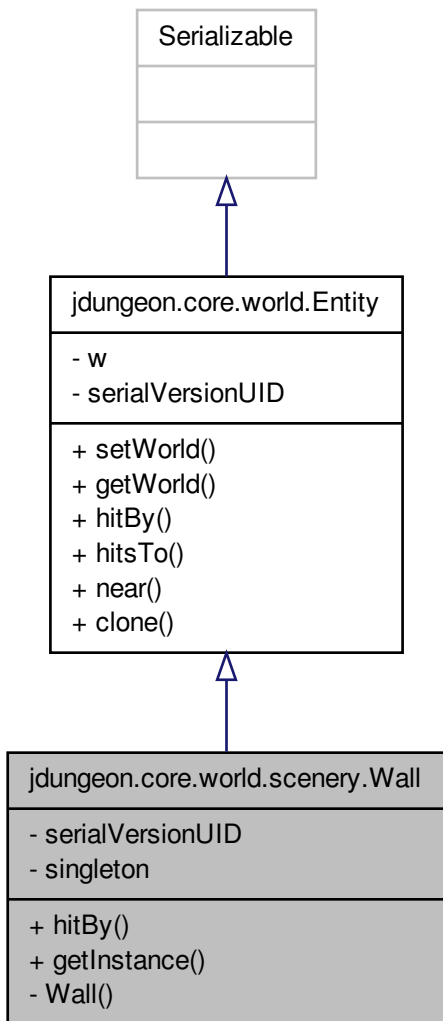 Serializable
jdungeon.core.world.Entity
- w
- serialVersionUID
+ setWorld()
+ getWorld()
+ hitBy()
+ hitsTo()
+ near()
+ clone()
jdungeon.core.world.scenery.Wall
- serialVersionUID
- singleton
+ hitBy()
+ getInstance()
- Wall()